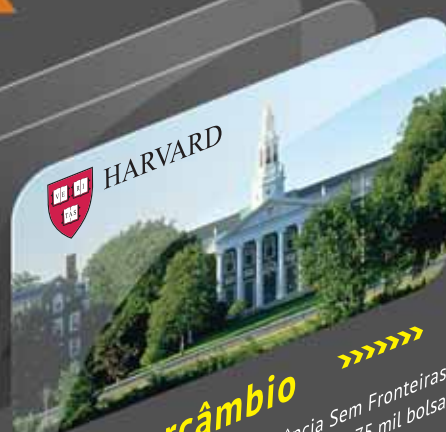 VE RI
TAS
HARVARD
rcâmbio
ncia Sem Fronteiras
75 mil bolsa